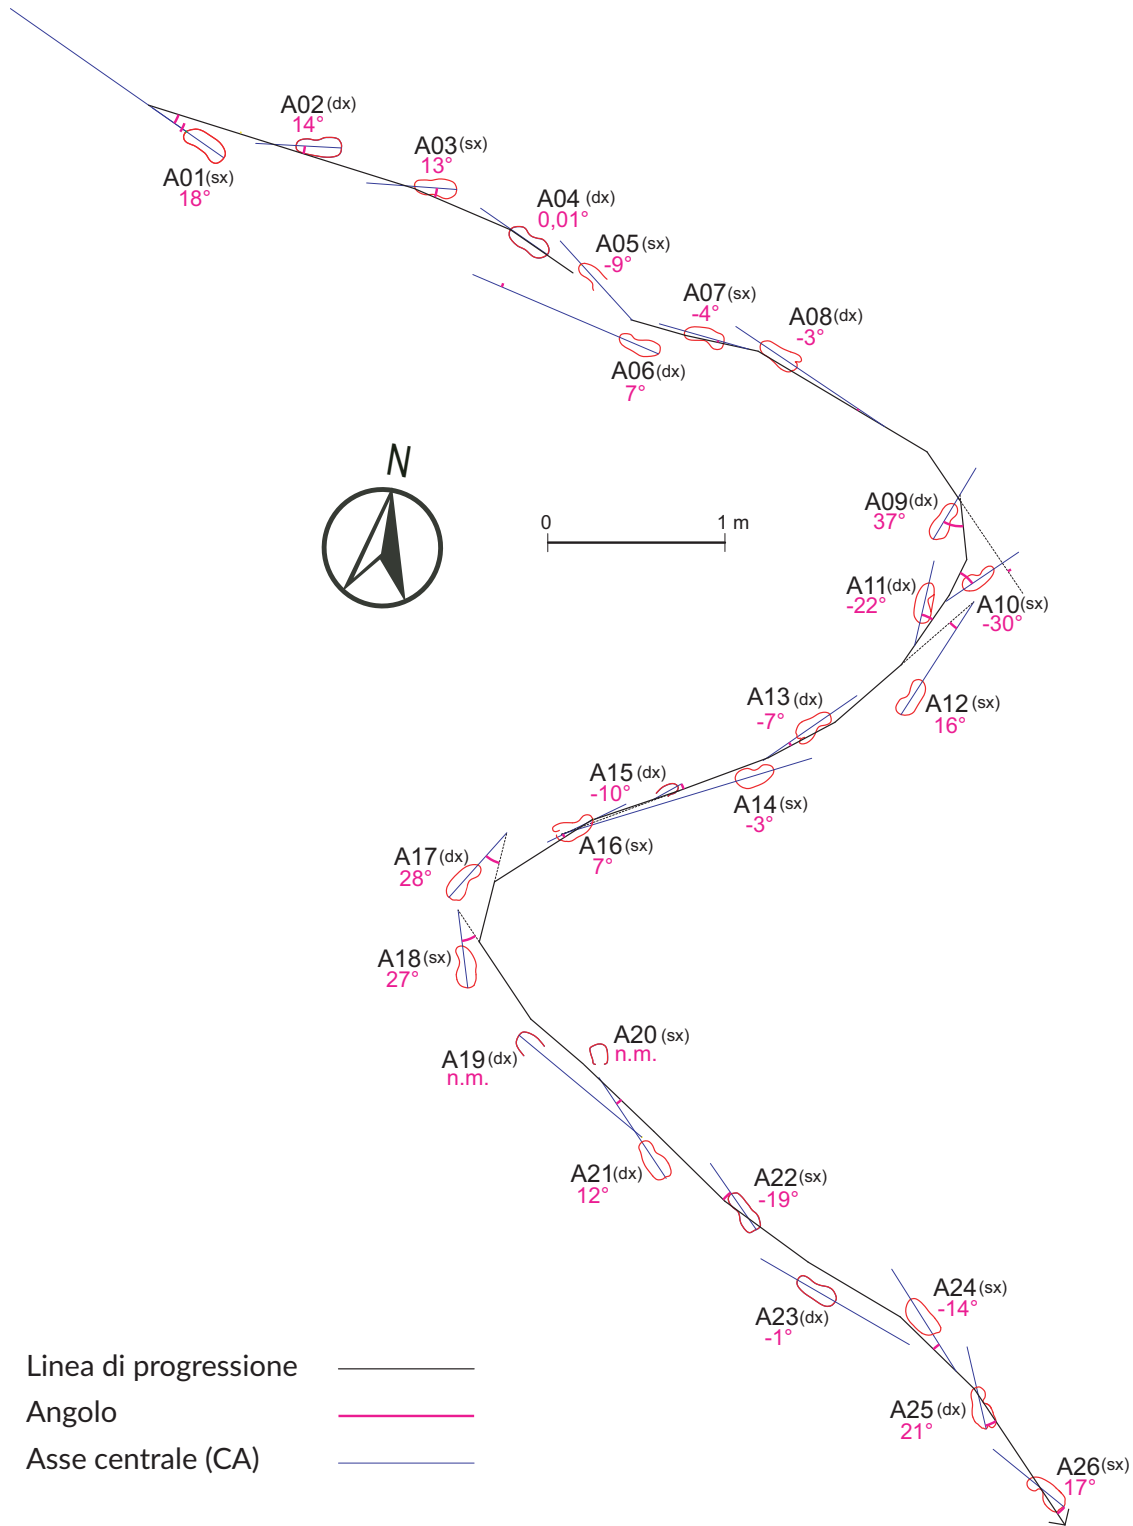 A02(dx)
14°
A03(sx)
13°
A01(sx)
18°
A04 (dx)
0,01°
A05(sx)
-9°
A07(sx)
-4°
A08(dx)
-3°
A06(dx)
7°
N
0 1 m
A09(dx)
37°
A11(dx)
-22°
A10(sx)
-30°
A12(sx)
16°
A13(dx)
-7°
A15(dx)
-10°
A14(sx)
-3°
A16(sx)
7°
A17(dx)
28°
A18(sx)
27°
A20(sx)
n.m.
A19(dx)
n.m.
A21(dx)
12°
A22(sx)
-19°
A24(sx)
-14°
A23(dx)
-1°
A25(dx)
21°
A26(sx)
17°
Linea di progressione
Angolo
Asse centrale (CA)